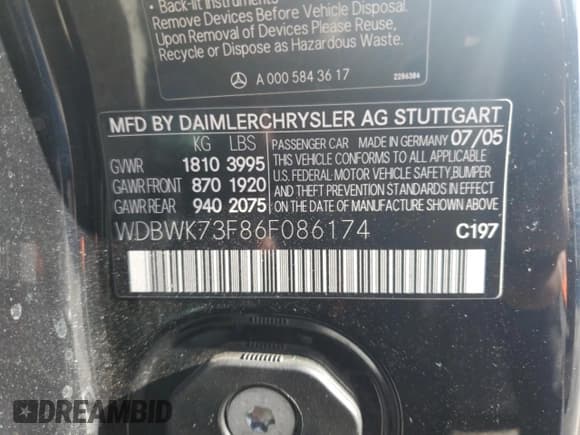 • Back-lit Instruments
Remove Devices Before Vehicle Disposal.
Upon Removal of Devices Please Reuse,
Recycle or Dispose as Hazardous Waste.
A 000 584 36 17
2286384
MFD BY DAIMLERCHRYSLER AG STUTTGART
KG LBS
PASSENGER CAR MADE IN GERMANY 07/05
GVWR 1810 3995
GAWR FRONT 870 1920
GAWR REAR 940 2075
THIS VEHICLE CONFORMS TO ALL APPLICABLE
U.S. FEDERAL MOTOR VEHICLE SAFETY, BUMPER
AND THEFT PREVENTION STANDARDS IN EFFECT
ON THE DATE OF MANUFACTURE SHOWN ABOVE.
WDBWK73F86F086174 C197
DREAMBID